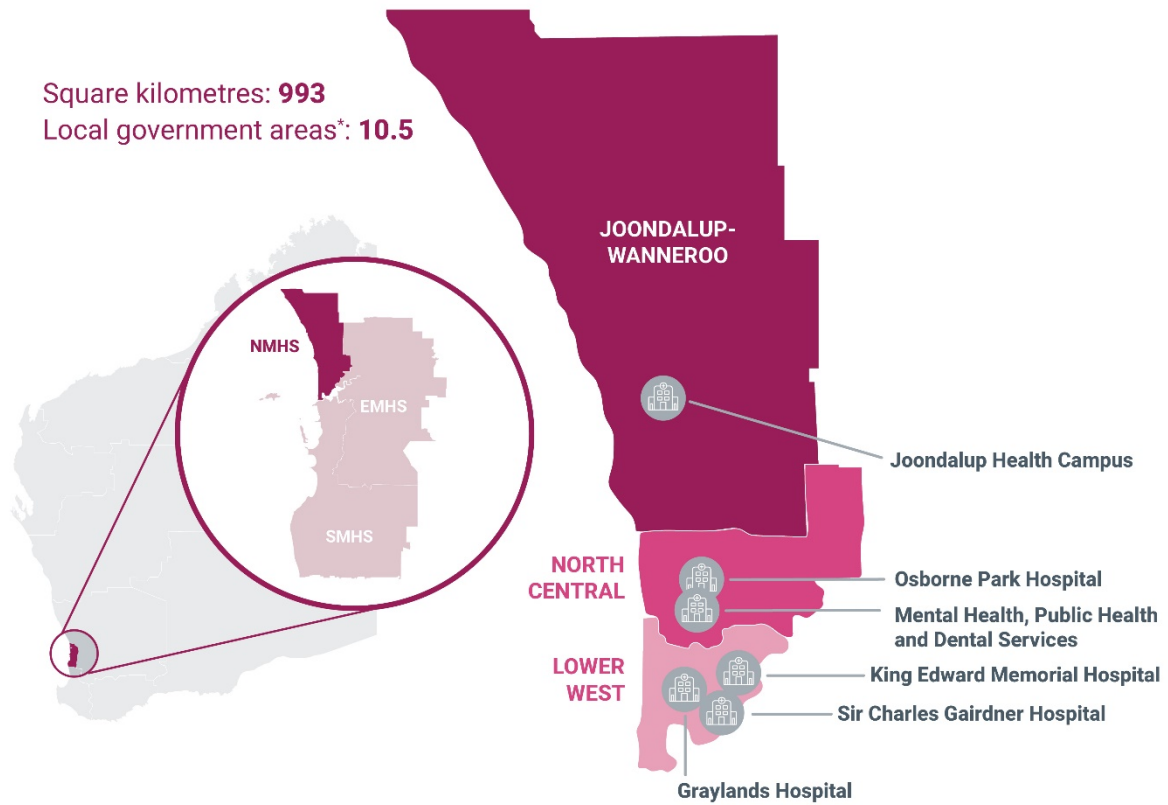 Square kilometres: 993
Local government areas*: 10.5
JOONDALUP-
WANNEROO
NMHS
EMHS
SMHS
Joondalup Health Campus
NORTH
CENTRAL
Osborne Park Hospital
Mental Health, Public Health
and Dental Services
LOWER
WEST
King Edward Memorial Hospital
Sir Charles Gairdner Hospital
Graylands Hospital